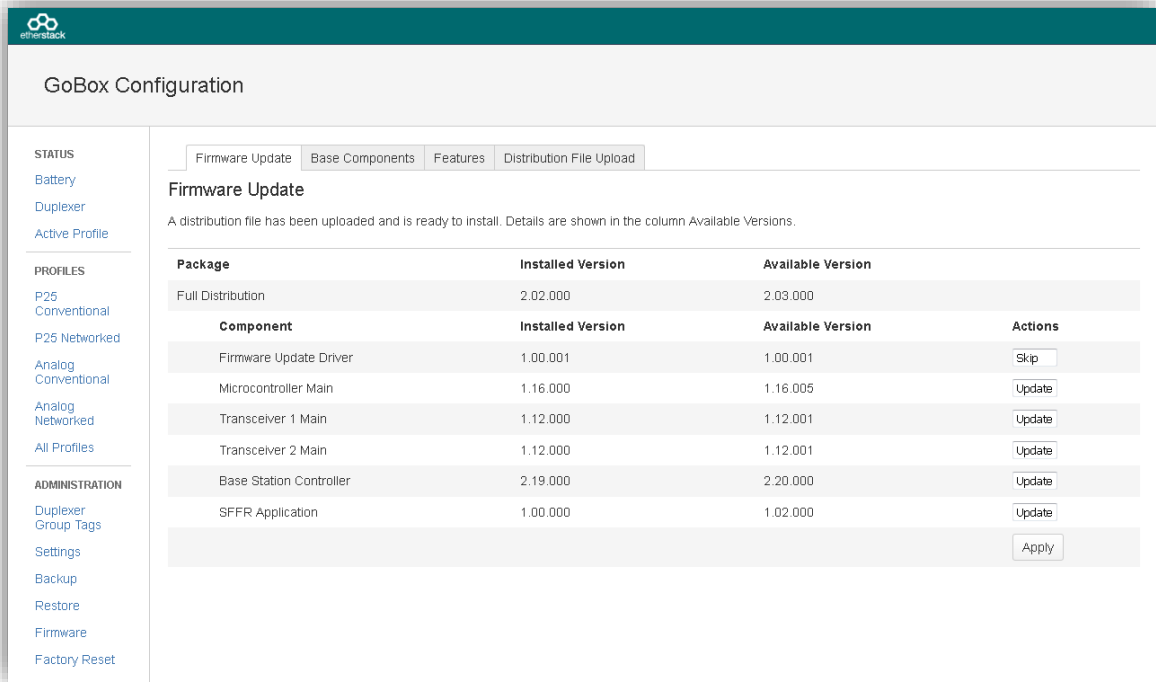 etherstack
GoBox Configuration
STATUS
Battery
Duplexer
Active Profile
PROFILES
P25
Conventional
P25 Networked
Analog
Conventional
Analog
Networked
All Profiles
ADMINISTRATION
Duplexer
Group Tags
Settings
Backup
Restore
Firmware
Factory Reset
Firmware Update Base Components Features Distribution File Upload
Firmware Update
A distribution file has been uploaded and is ready to install. Details are shown in the column Available Versions.
Package Installed Version Available Version
Full Distribution 2.02.000 2.03.000
Component Installed Version Available Version Actions
Firmware Update Driver 1.00.001 1.00.001 Skip
Microcontroller Main 1.16.000 1.16.005 Update
Transceiver 1 Main 1.12.000 1.12.001 Update
Transceiver 2 Main 1.12.000 1.12.001 Update
Base Station Controller 2.19.000 2.20.000 Update
SFFR Application 1.00.000 1.02.000 Update
Apply